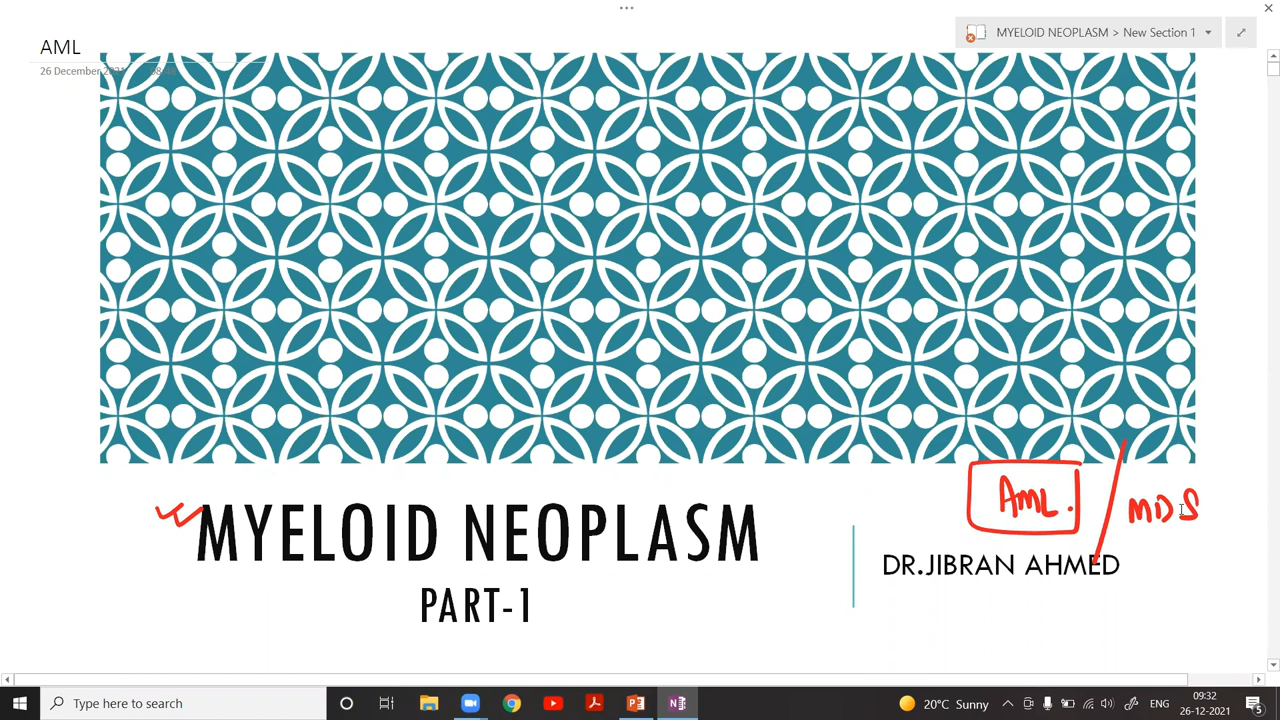 MYELOID NEOPLASM > New Section 1
AML
26 December 2021
AML.
MDS
MYELOID NEOPLASM
PART-1
DR.JIBRAN AHMED
Type here to search
20°C Sunny
ENG
09:32
26-12-2021
5